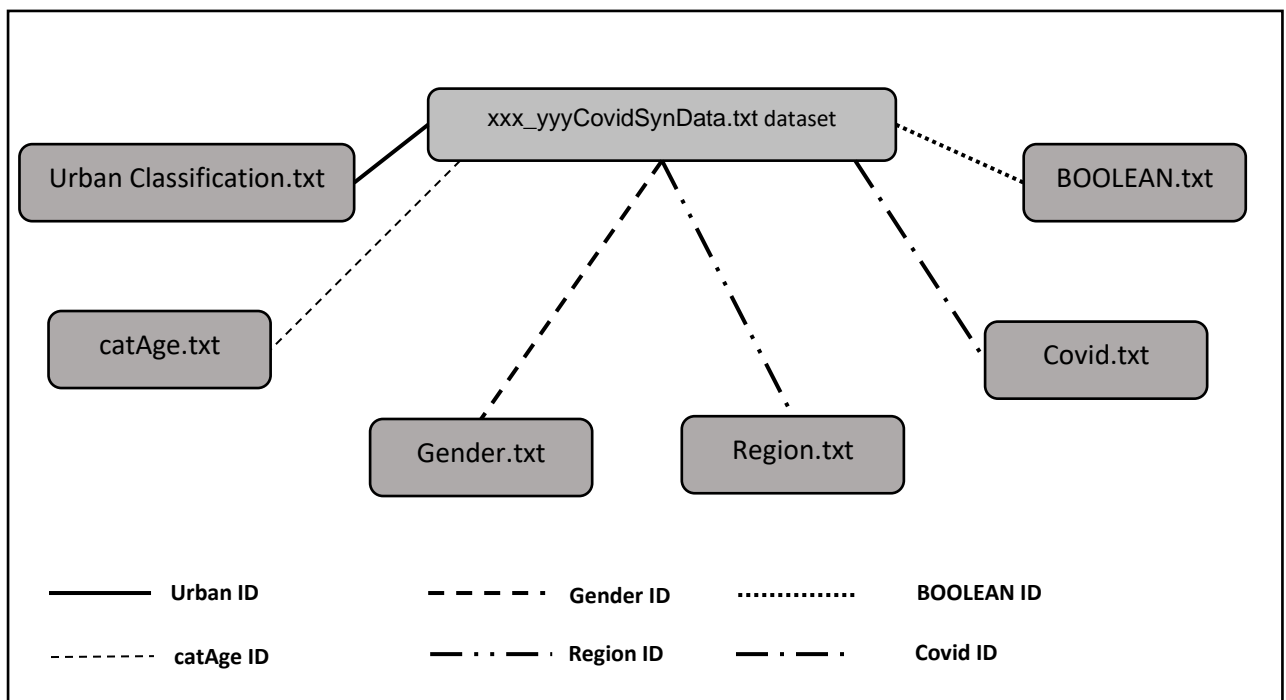 xxx_yyyCovidSynData.txt dataset
Urban Classification.txt
BOOLEAN.txt
catAge.txt
Covid.txt
Gender.txt
Region.txt
Urban ID
Gender ID
BOOLEAN ID
catAge ID
Region ID
Covid ID